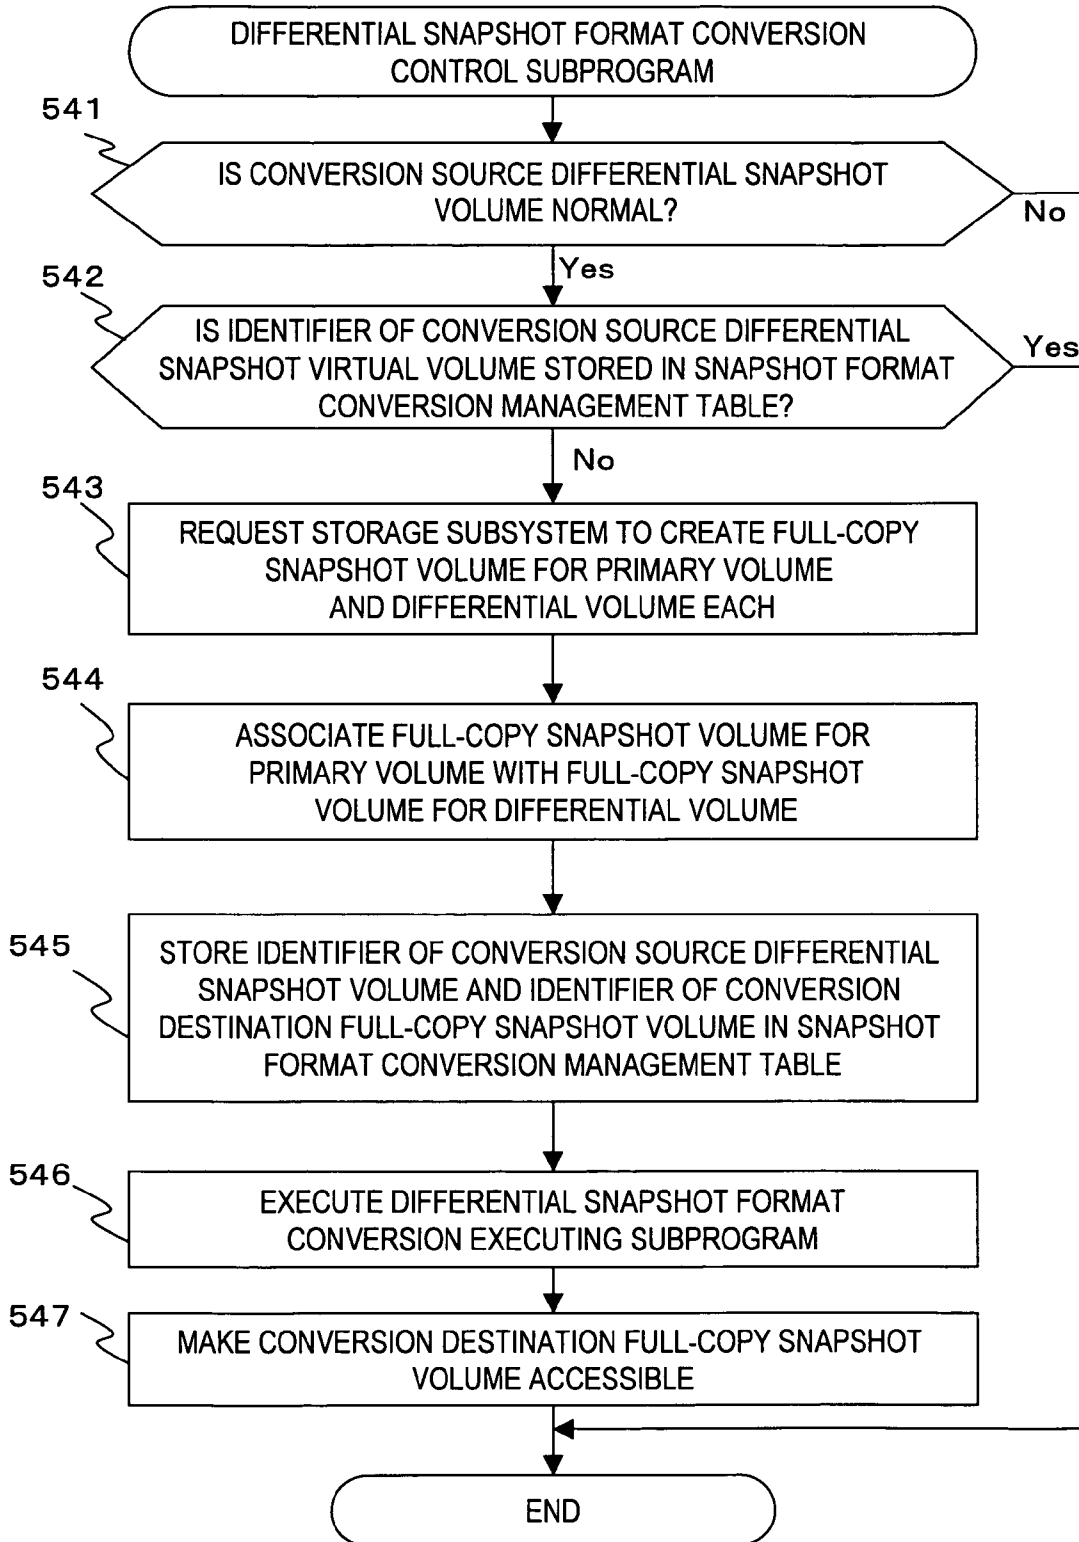 DIFFERENTIAL SNAPSHOT FORMAT CONVERSION
CONTROL SUBPROGRAM
541
IS CONVERSION SOURCE DIFFERENTIAL SNAPSHOT
VOLUME NORMAL?
No
Yes
542
IS IDENTIFIER OF CONVERSION SOURCE DIFFERENTIAL
SNAPSHOT VIRTUAL VOLUME STORED IN SNAPSHOT FORMAT
CONVERSION MANAGEMENT TABLE?
Yes
No
543
REQUEST STORAGE SUBSYSTEM TO CREATE FULL-COPY
SNAPSHOT VOLUME FOR PRIMARY VOLUME
AND DIFFERENTIAL VOLUME EACH
544
ASSOCIATE FULL-COPY SNAPSHOT VOLUME FOR
PRIMARY VOLUME WITH FULL-COPY SNAPSHOT
VOLUME FOR DIFFERENTIAL VOLUME
545
STORE IDENTIFIER OF CONVERSION SOURCE DIFFERENTIAL
SNAPSHOT VOLUME AND IDENTIFIER OF CONVERSION
DESTINATION FULL-COPY SNAPSHOT VOLUME IN SNAPSHOT
FORMAT CONVERSION MANAGEMENT TABLE
546
EXECUTE DIFFERENTIAL SNAPSHOT FORMAT
CONVERSION EXECUTING SUBPROGRAM
547
MAKE CONVERSION DESTINATION FULL-COPY SNAPSHOT
VOLUME ACCESSIBLE
END